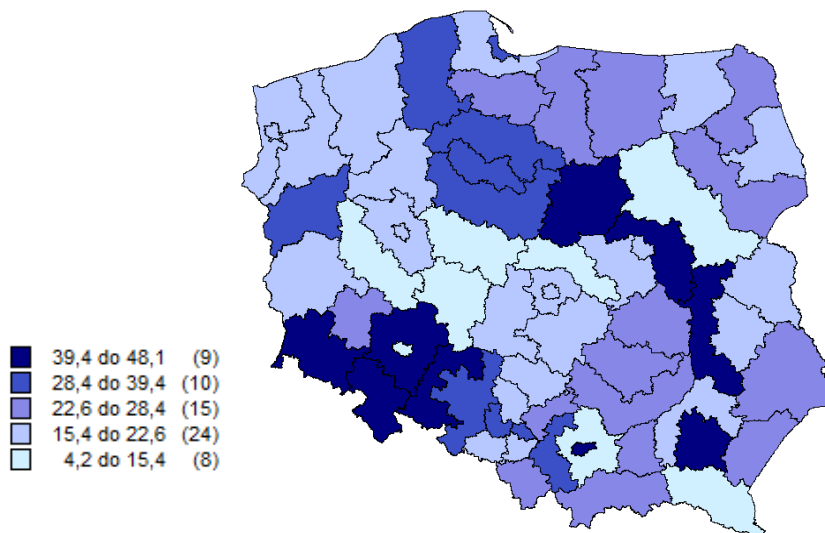 39,4 do 48,1 (9)
28,4 do 39,4 (10)
22,6 do 28,4 (15)
15,4 do 22,6 (24)
4,2 do 15,4 (8)